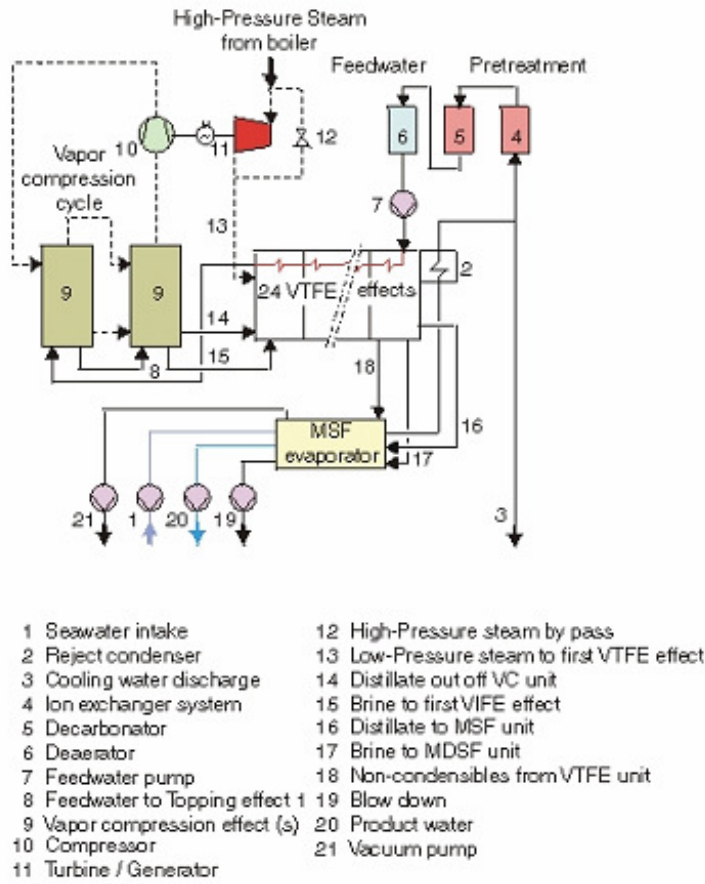 High-Pressure Steam
from boiler
Feedwater
Pretreatment
10
11
12
6
5
4
Vapor
compression
cycle
13
7
9
9
24 VTFE
effects
2
14
8
15
18
16
MSF
evaporator
17
21
1
20
19
3
1 Seawater intake
2 Reject condenser
3 Cooling water discharge
4 Ion exchanger system
5 Decarbonator
6 Deaerator
7 Feedwater pump
8 Feedwater to Topping effect 1
9 Vapor compression effect (s)
10 Compressor
11 Turbine / Generator
12 High-Pressure steam by pass
13 Low-Pressure steam to first VTFE effect
14 Distillate out off VC unit
15 Brine to first VIFE effect
16 Distillate to MSF unit
17 Brine to MDSF unit
18 Non-condensibles from VTFE unit
19 Blow down
20 Product water
21 Vacuum pump